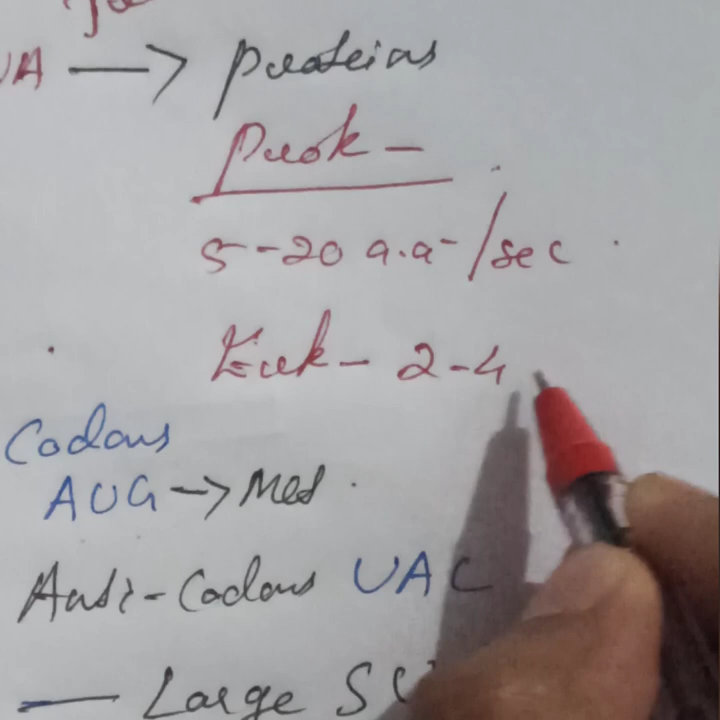 A → Proteins
Prok -
5-20 a.a/sec
Euk - 2-4
Codons
AUG → Met
Anti-Codons UAC
— Large S